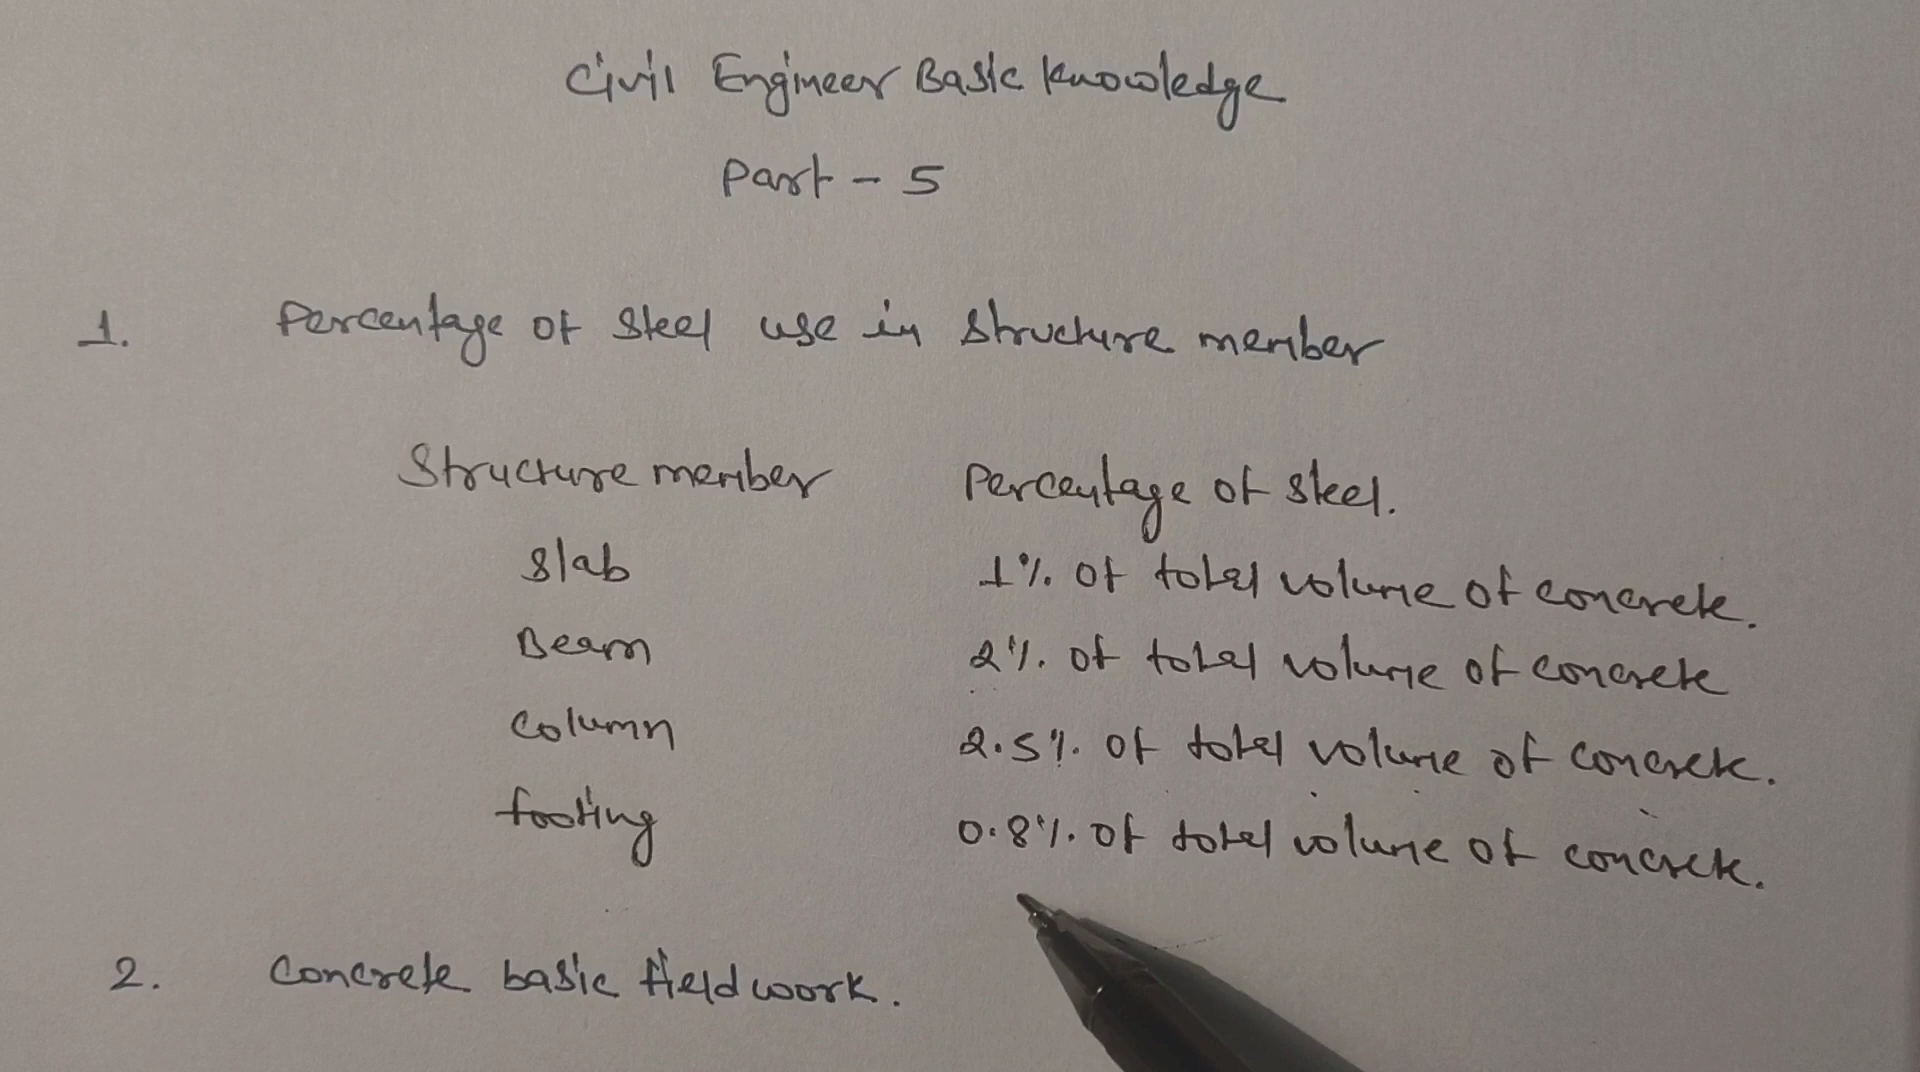 Civil Engineer Basic Knowledge
Part - 5
1. Percentage of Steel use in Structure member
Structure member Percentage of Steel.
Slab 1% of total volume of concrete.
Beam 2% of total volume of concrete
Column 2.5% of total volume of concrete.
footing 0.8% of total volume of concrete.
2. Concrete basic field work.